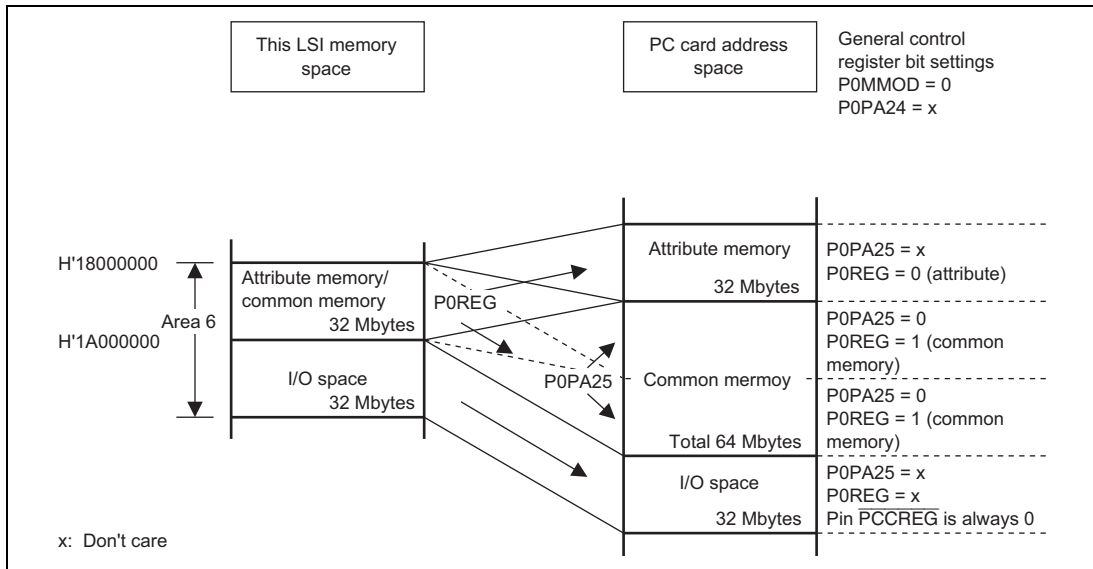 This LSI memory
space
PC card address
space
General control
register bit settings
P0MMOD = 0
P0PA24 = x
H'18000000
Area 6
H'1A000000
Attribute memory/
common memory
32 Mbytes
I/O space
32 Mbytes
P0REG
P0PA25
Attribute memory
32 Mbytes
Common mermoy
Total 64 Mbytes
I/O space
32 Mbytes
P0PA25 = x
P0REG = 0 (attribute)
P0PA25 = 0
P0REG = 1 (common
memory)
P0PA25 = 0
P0REG = 1 (common
memory)
P0PA25 = x
P0REG = x
Pin PCCREG is always 0
x: Don't care